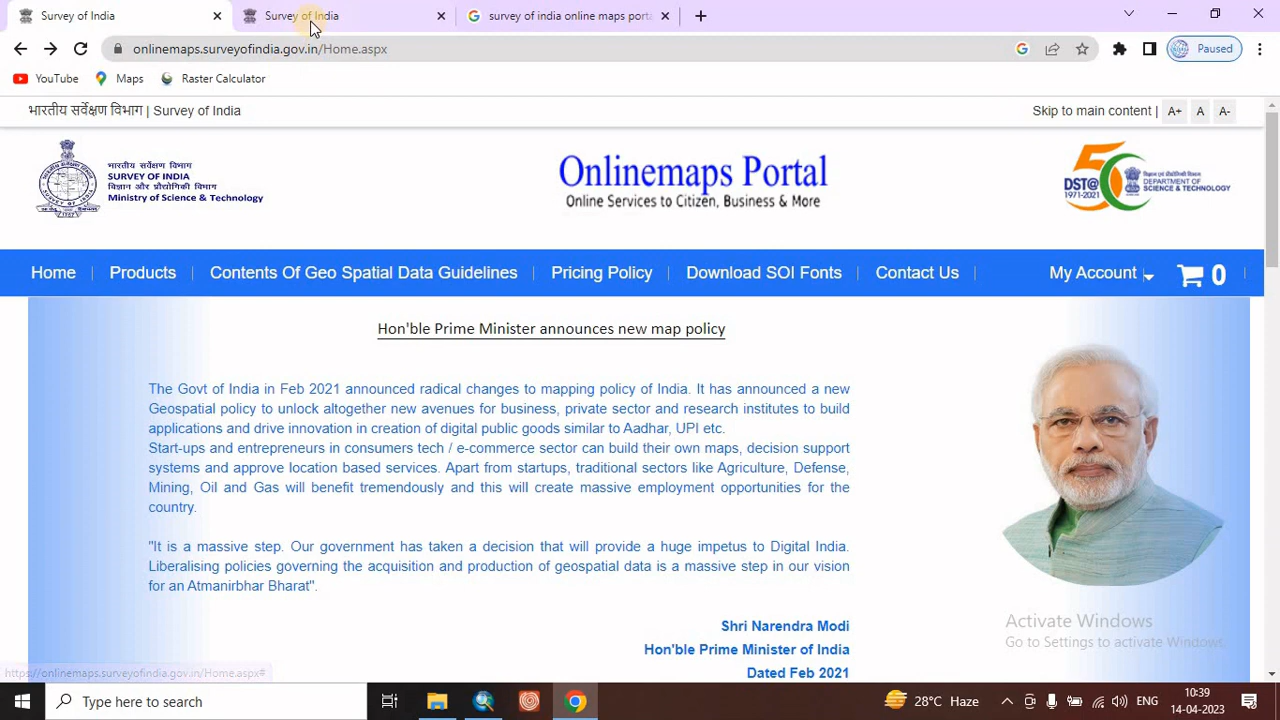 Survey of India
Survey of India
survey of india online maps porta
onlinemaps.surveyofindia.gov.in/Home.aspx
Paused
YouTube
Maps
Raster Calculator
भारतीय सर्वेक्षण विभाग | Survey of India
Skip to main content | A+ A A-
भारतीय सर्वेक्षण विभाग
SURVEY OF INDIA
विज्ञान और प्रौद्योगिकी विभाग
Ministry of Science & Technology
Onlinemaps Portal
Online Services to Citizen, Business & More
50
DST@
1971-2021
DEPARTMENT OF
SCIENCE & TECHNOLOGY
Home
Products
Contents Of Geo Spatial Data Guidelines
Pricing Policy
Download SOI Fonts
Contact Us
My Account
0
Hon'ble Prime Minister announces new map policy
The Govt of India in Feb 2021 announced radical changes to mapping policy of India. It has announced a new
Geospatial policy to unlock altogether new avenues for business, private sector and research institutes to build
applications and drive innovation in creation of digital public goods similar to Aadhar, UPI etc.
Start-ups and entrepreneurs in consumers tech / e-commerce sector can build their own maps, decision support
systems and approve location based services. Apart from startups, traditional sectors like Agriculture, Defense,
Mining, Oil and Gas will benefit tremendously and this will create massive employment opportunities for the
country.
"It is a massive step. Our government has taken a decision that will provide a huge impetus to Digital India.
Liberalising policies governing the acquisition and production of geospatial data is a massive step in our vision
for an Atmanirbhar Bharat".
Shri Narendra Modi
Hon'ble Prime Minister of India
Dated Feb 2021
Activate Windows
Go to Settings to activate Windows.
https://onlinemaps.surveyofindia.gov.in/Home.aspx#
Type here to search
28°C Haze
ENG
10:39
14-04-2023